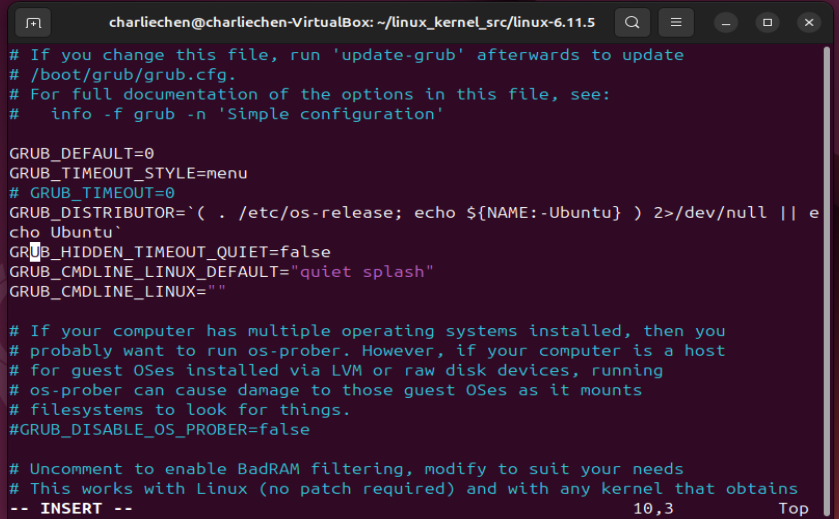 charliechen@charliechen-VirtualBox: ~/linux_kernel_src/linux-6.11.5
# If you change this file, run 'update-grub' afterwards to update
# /boot/grub/grub.cfg.
# For full documentation of the options in this file, see:
#   info -f grub -n 'Simple configuration'

GRUB_DEFAULT=0
GRUB_TIMEOUT_STYLE=menu
# GRUB_TIMEOUT=0
GRUB_DISTRIBUTOR=`( . /etc/os-release; echo ${NAME:-Ubuntu} ) 2>/dev/null || e
cho Ubuntu`
GRUB_HIDDEN_TIMEOUT_QUIET=false
GRUB_CMDLINE_LINUX_DEFAULT="quiet splash"
GRUB_CMDLINE_LINUX=""

# If your computer has multiple operating systems installed, then you
# probably want to run os-prober. However, if your computer is a host
# for guest OSes installed via LVM or raw disk devices, running
# os-prober can cause damage to those guest OSes as it mounts
# filesystems to look for things.
#GRUB_DISABLE_OS_PROBER=false

# Uncomment to enable BadRAM filtering, modify to suit your needs
# This works with Linux (no patch required) and with any kernel that obtains
-- INSERT -- 10,3 Top